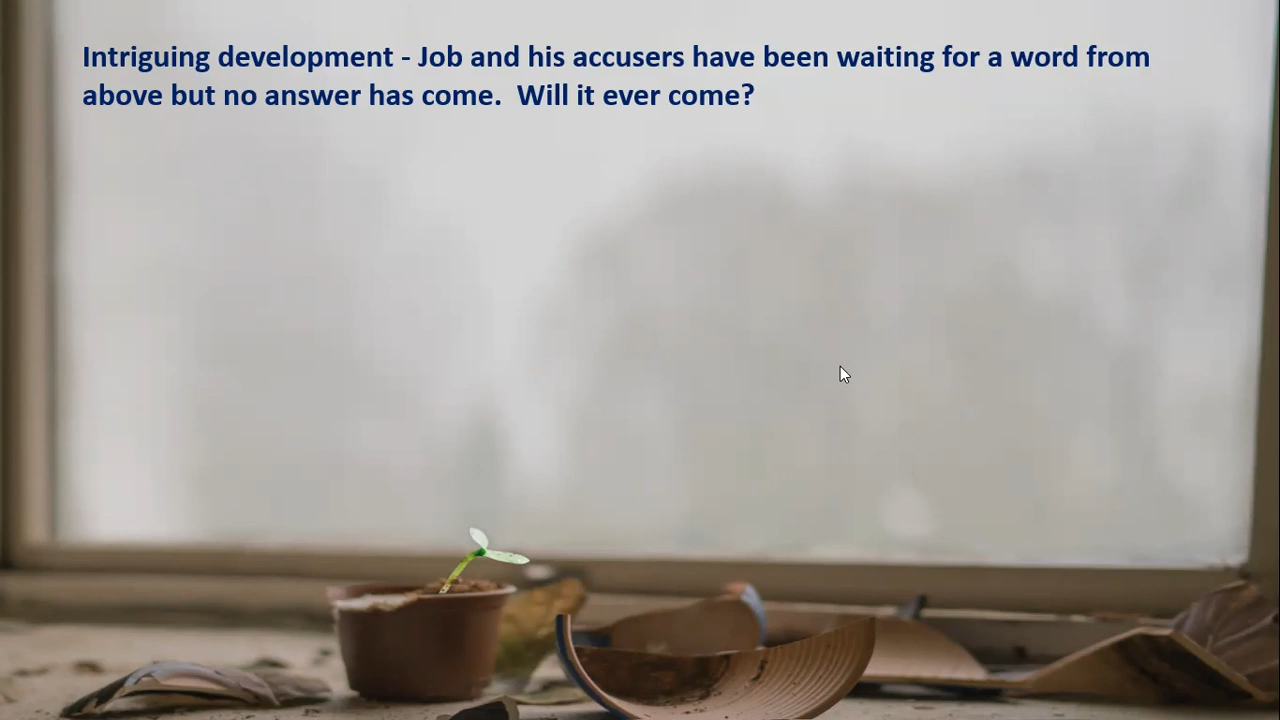 Intriguing development - Job and his accusers have been waiting for a word from
above but no answer has come.  Will it ever come?